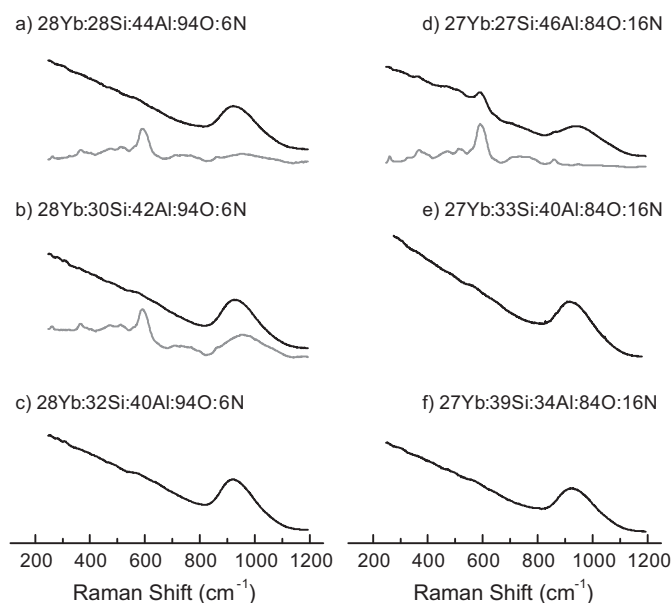 a) 28Yb:28Si:44Al:94O:6N
b) 28Yb:30Si:42Al:94O:6N
c) 28Yb:32Si:40Al:94O:6N
200 400 600 800 1000 1200
Raman Shift (cm⁻¹)
d) 27Yb:27Si:46Al:84O:16N
e) 27Yb:33Si:40Al:84O:16N
f) 27Yb:39Si:34Al:84O:16N
200 400 600 800 1000 1200
Raman Shift (cm⁻¹)